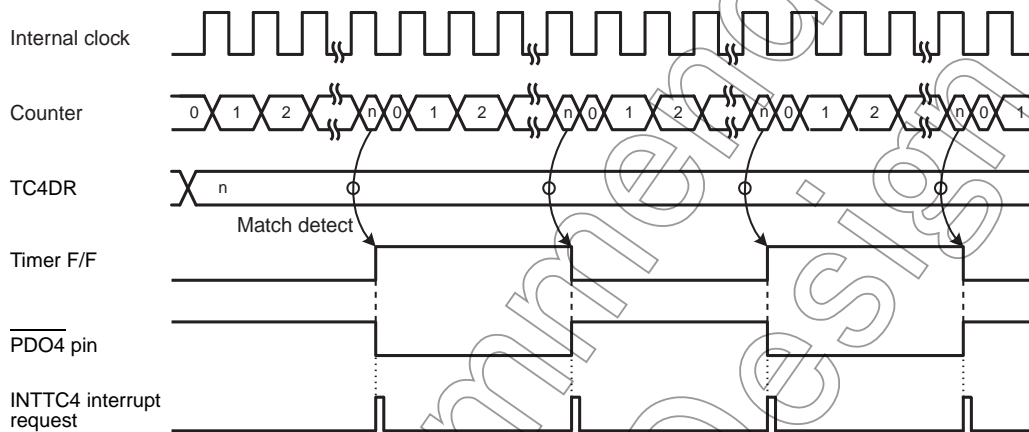 Internal clock
Counter 0 1 2 n 0 1 2 n 0 1 2 n 0 1 2 n 0 1
TC4DR n
Match detect
Timer F/F
PDO4 pin
INTTC4 interrupt
request